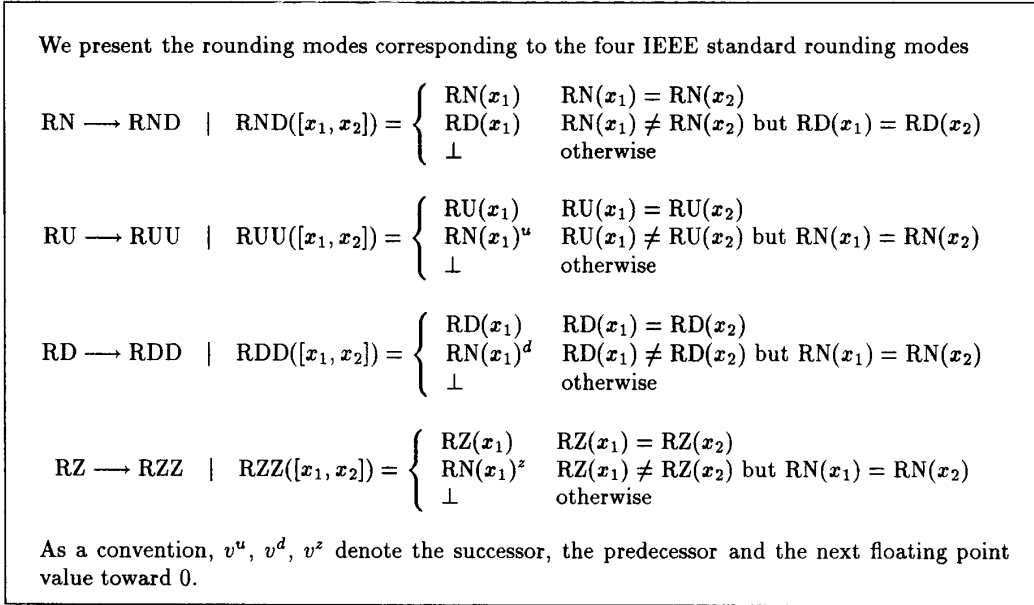 We present the rounding modes corresponding to the four IEEE standard rounding modes
RN ⟶ RND | RND([x₁, x₂]) = { RN(x₁) RN(x₁) = RN(x₂)
RD(x₁) RN(x₁) ≠ RN(x₂) but RD(x₁) = RD(x₂)
⊥ otherwise
RU ⟶ RUU | RUU([x₁, x₂]) = { RU(x₁) RU(x₁) = RU(x₂)
RN(x₁)ᵘ RU(x₁) ≠ RU(x₂) but RN(x₁) = RN(x₂)
⊥ otherwise
RD ⟶ RDD | RDD([x₁, x₂]) = { RD(x₁) RD(x₁) = RD(x₂)
RN(x₁)ᵈ RD(x₁) ≠ RD(x₂) but RN(x₁) = RN(x₂)
⊥ otherwise
RZ ⟶ RZZ | RZZ([x₁, x₂]) = { RZ(x₁) RZ(x₁) = RZ(x₂)
RN(x₁)ᶻ RZ(x₁) ≠ RZ(x₂) but RN(x₁) = RN(x₂)
⊥ otherwise
As a convention, vᵘ, vᵈ, vᶻ denote the successor, the predecessor and the next floating point
value toward 0.